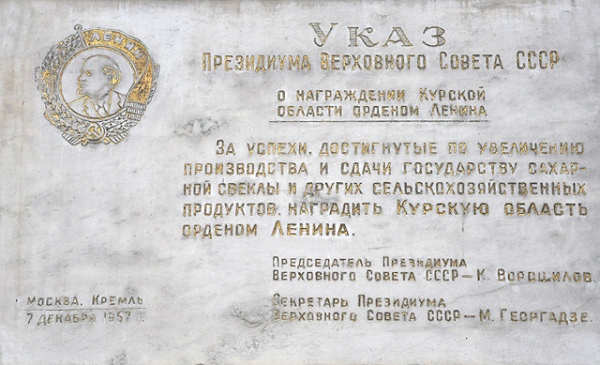 УКАЗ
ПРЕЗИДИУМА ВЕРХОВНОГО СОВЕТА СССР
О НАГРАЖДЕНИИ КУРСКОЙ
ОБЛАСТИ ОРДЕНОМ ЛЕНИНА
ЗА УСПЕХИ, ДОСТИГНУТЫЕ ПО УВЕЛИЧЕНИЮ
ПРОИЗВОДСТВА И СДАЧИ ГОСУДАРСТВУ САХАР-
НОЙ СВЕКЛЫ И ДРУГИХ СЕЛЬСКОХОЗЯЙСТВЕННЫХ
ПРОДУКТОВ, НАГРАДИТЬ КУРСКУЮ ОБЛАСТЬ
ОРДЕНОМ ЛЕНИНА.
ПРЕДСЕДАТЕЛЬ ПРЕЗИДИУМА
ВЕРХОВНОГО СОВЕТА СССР — К. ВОРОШИЛОВ.
СЕКРЕТАРЬ ПРЕЗИДИУМА
ВЕРХОВНОГО СОВЕТА СССР — М. ГЕОРГАДЗЕ.
МОСКВА, КРЕМЛЬ
7 ДЕКАБРЯ 1957 Г.